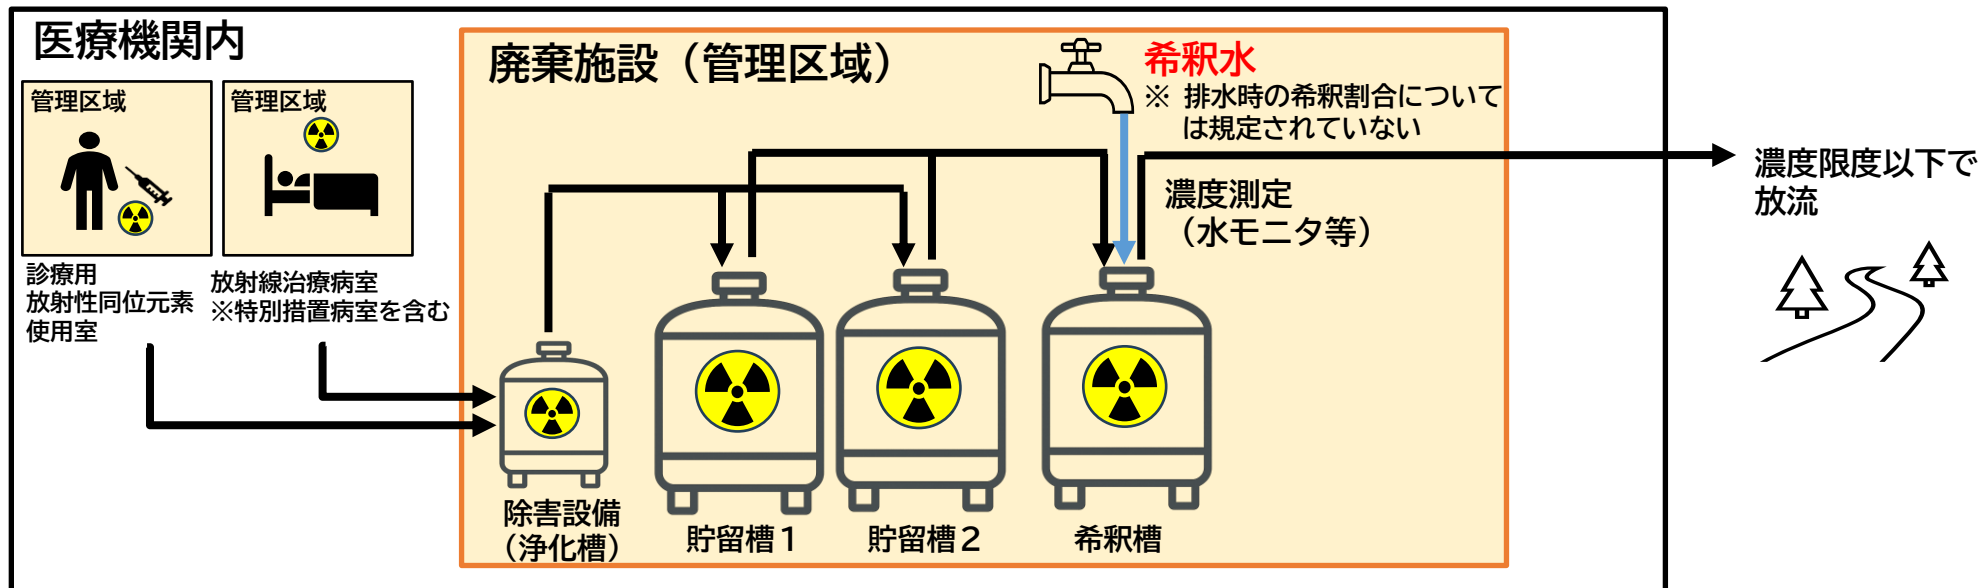 医療機関内
管理区域
診療用
放射性同位元素
使用室
管理区域
放射線治療病室
※特別措置病室を含む
廃棄施設（管理区域）
希釈水
※ 排水時の希釈割合について
は規定されていない
濃度測定
（水モニタ等）
除害設備
（浄化槽）
貯留槽１
貯留槽２
希釈槽
濃度限度以下で
放流